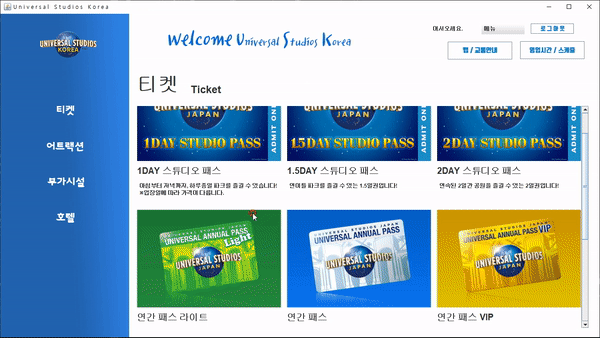 Universal Studios Korea
UNIVERSAL STUDIOS
KOREA
Welcome Universal Studios Korea
어서오세요.
메뉴
로그아웃
맵 / 교통안내
영업시간 / 스케줄
티켓
어트랙션
부가시설
호텔
티켓 Ticket
UNIVERSAL STUDIOS
JAPAN
1DAY STUDIO PASS
ADMIT ON
UNIVERSAL STUDIOS
JAPAN
1.5DAY STUDIO PASS
ADMIT ON
UNIVERSAL STUDIOS
JAPAN
2DAY STUDIO PASS
ADMIT ON
1DAY 스튜디오 패스
아침부터 저녁까지, 하루종일 파크를 즐길 수 있습니다!
※입장일에 따라 가격이 다릅니다.
1.5DAY 스튜디오 패스
연이틀 파크를 즐길 수 있는 1.5일권입니다!
2DAY 스튜디오 패스
연속된 2일간 공원을 즐길 수 있는 2일권입니다!
UNIVERSAL ANNUAL PASS
Light
UNIVERSAL STUDIOS
JAPAN
UNIVERSAL ANNUAL PASS
UNIVERSAL STUDIOS
JAPAN
UNIVERSAL ANNUAL PASS VIP
UNIVERSAL STUDIOS
JAPAN
연간 패스 라이트
연간 패스
연간 패스 VIP